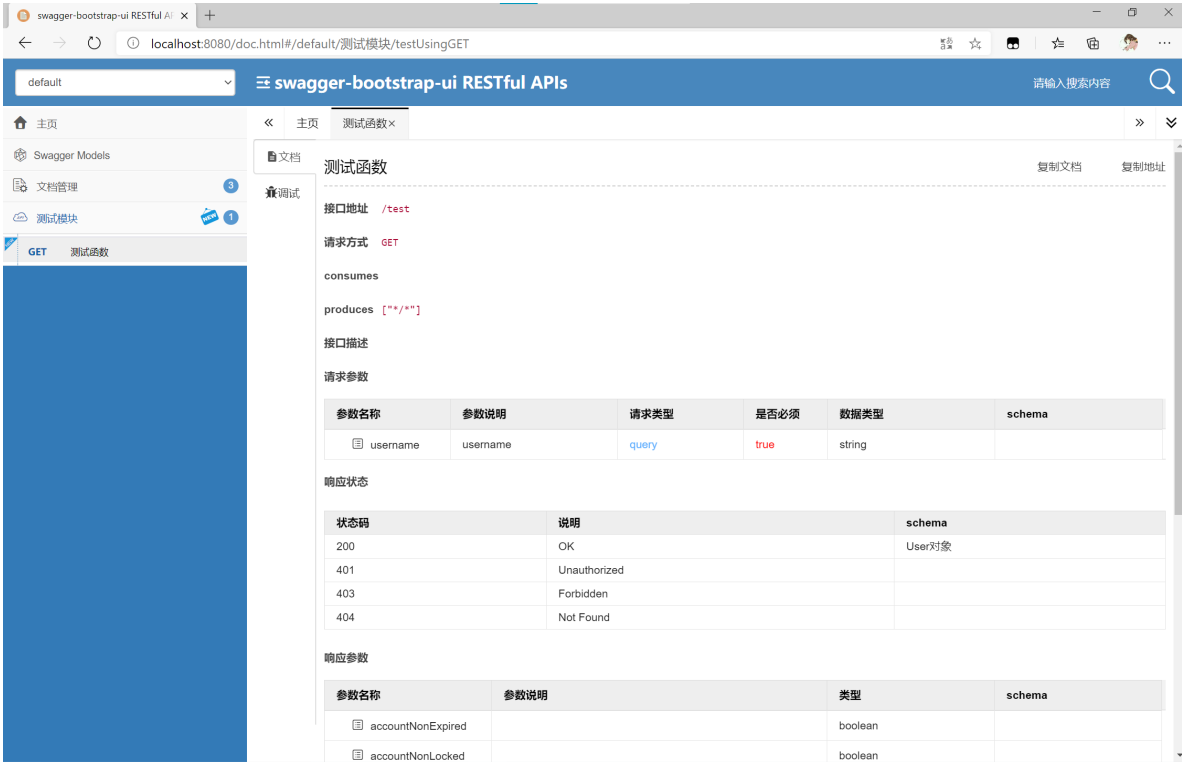 swagger-bootstrap-ui RESTful AP
localhost:8080/doc.html#/default/测试模块/testUsingGET
default
swagger-bootstrap-ui RESTful APIs
请输入搜索内容
主页
Swagger Models
文档管理 3
测试模块 NEW 1
GET 测试函数
主页 测试函数×
文档
调试
测试函数 复制文档 复制地址
接口地址 /test
请求方式 GET
consumes
produces ["*/*"]
接口描述
请求参数
参数名称 参数说明 请求类型 是否必须 数据类型 schema
username username query true string
响应状态
状态码 说明 schema
200 OK User对象
401 Unauthorized
403 Forbidden
404 Not Found
响应参数
参数名称 参数说明 类型 schema
accountNonExpired boolean
accountNonLocked boolean